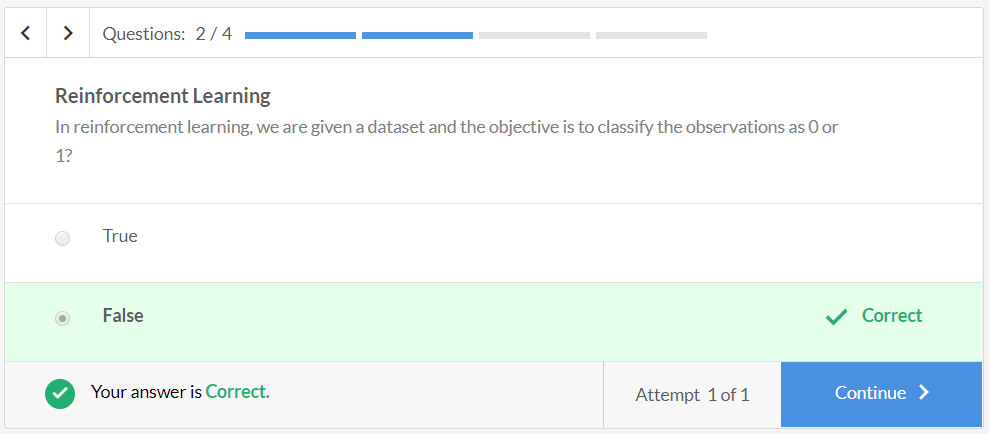 Questions: 2 / 4
Reinforcement Learning
In reinforcement learning, we are given a dataset and the objective is to classify the observations as 0 or
1?
True
False Correct
Your answer is Correct. Attempt 1 of 1 Continue